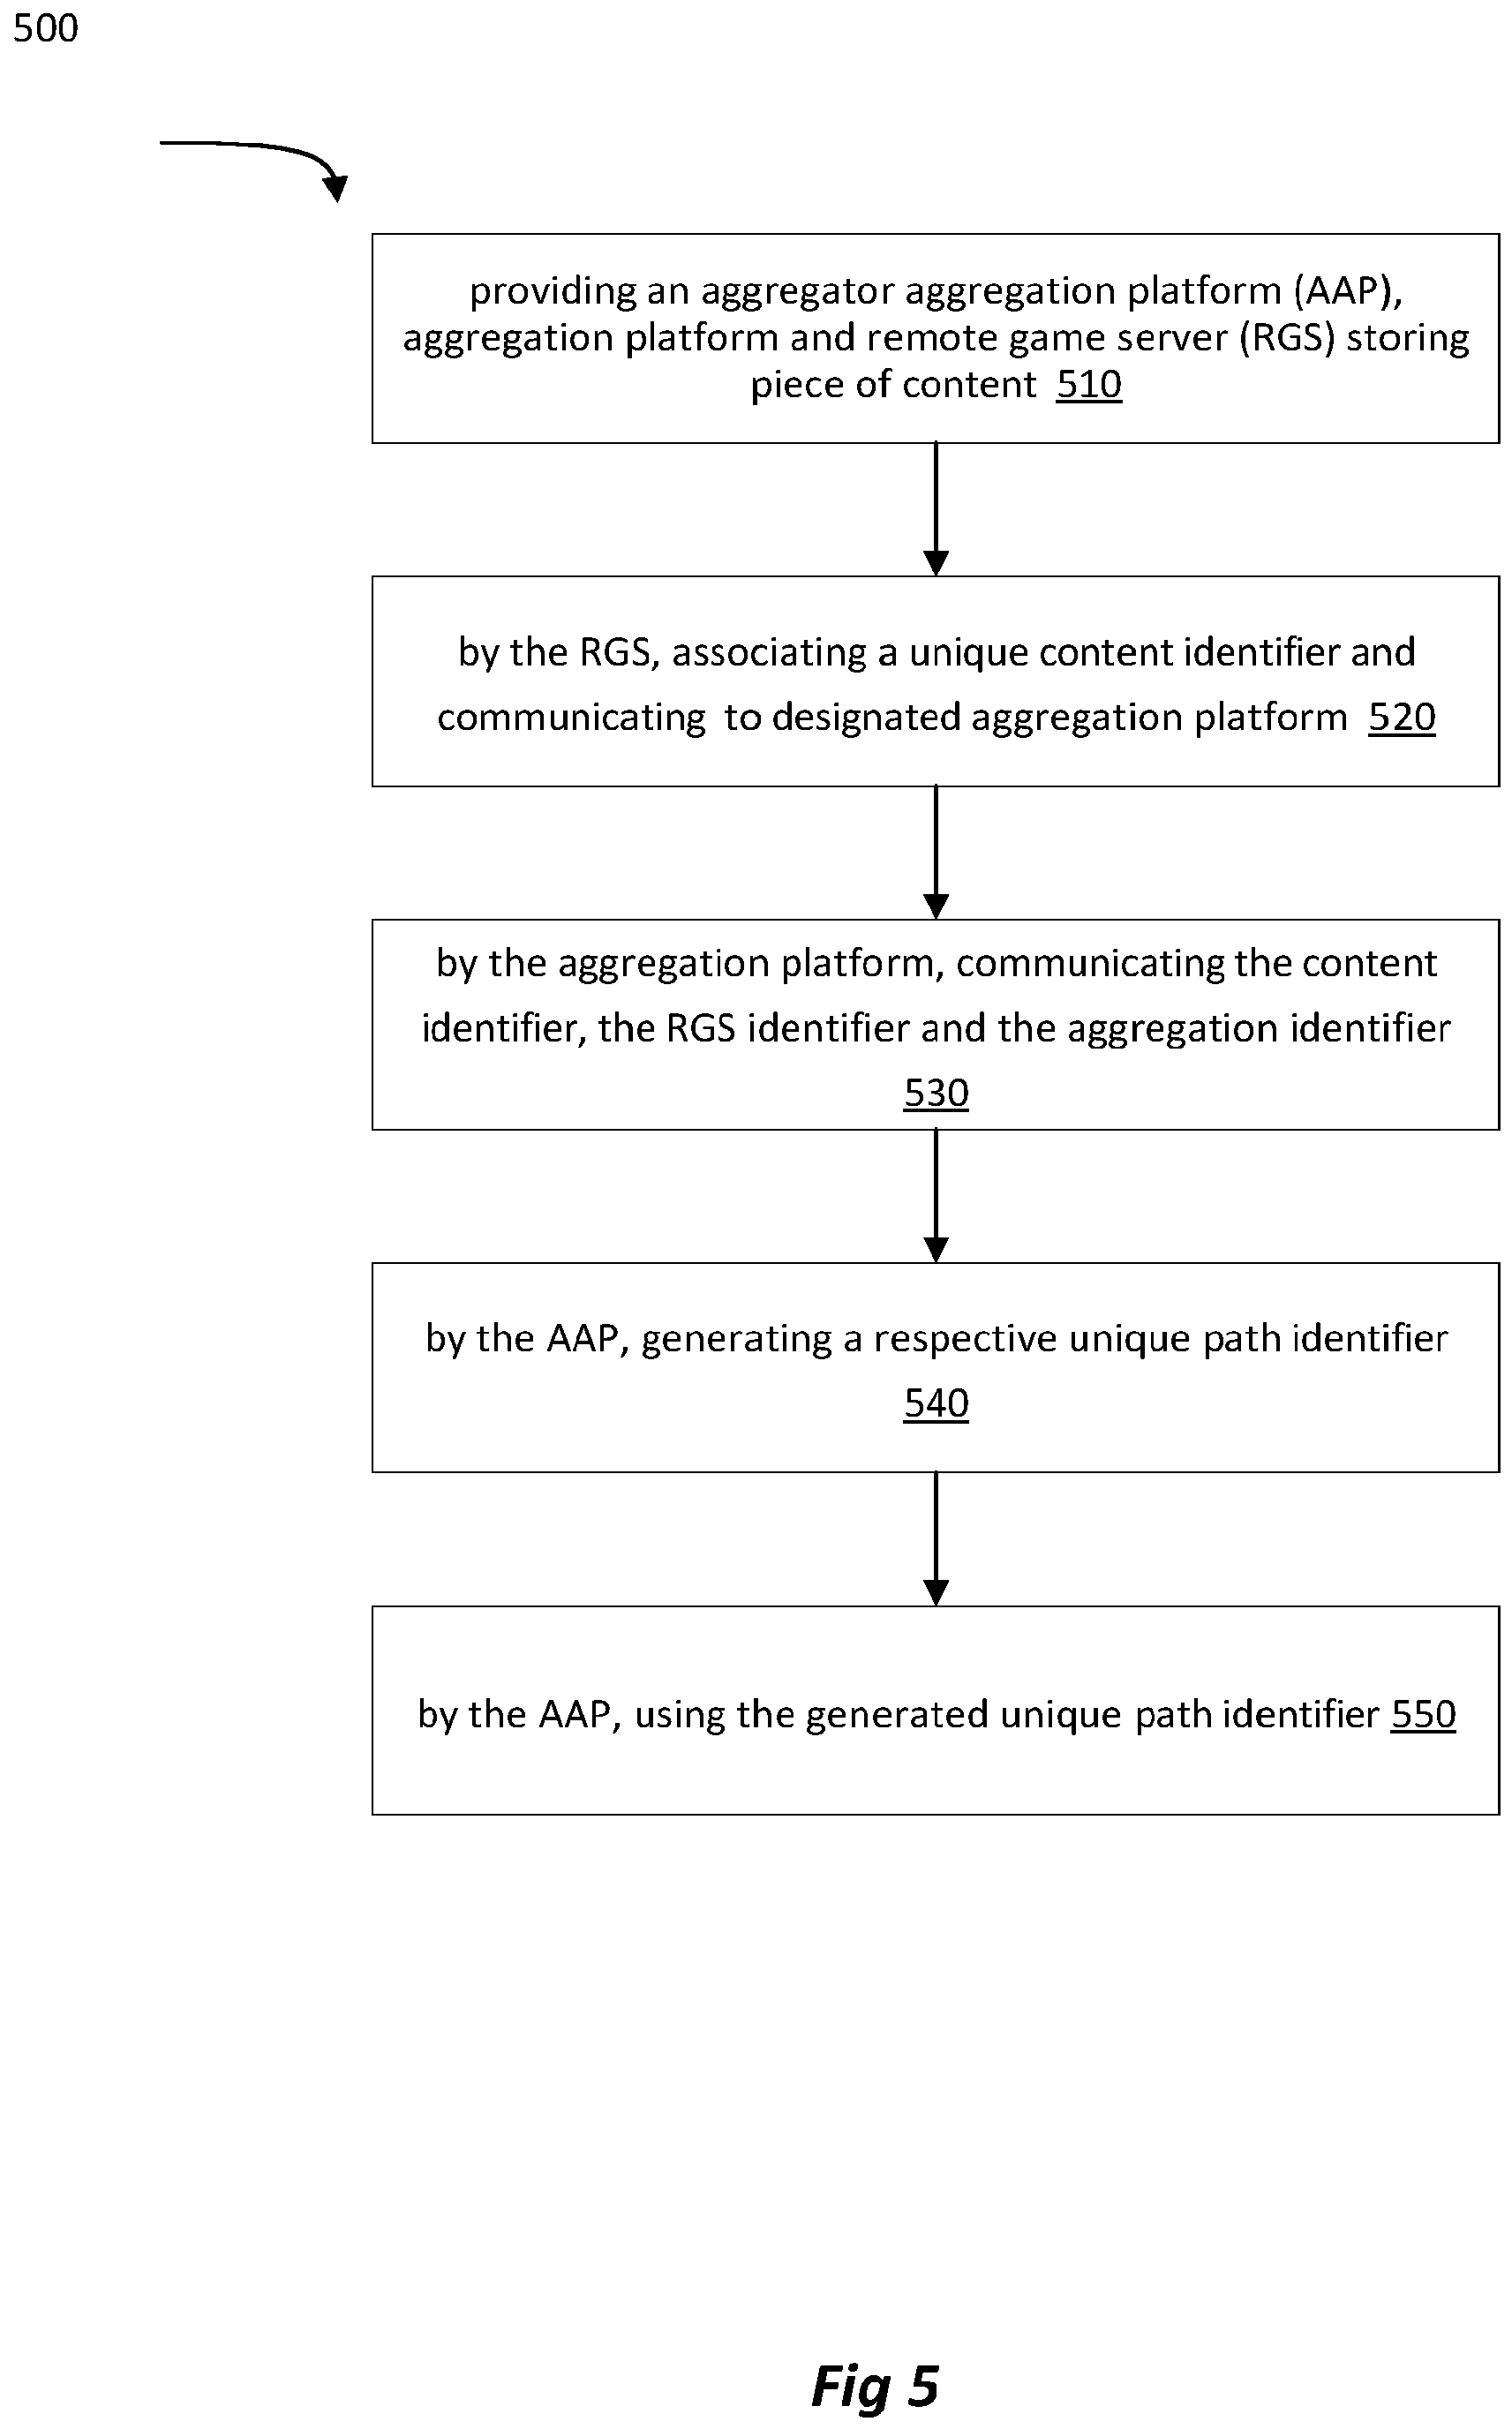 500
providing an aggregator aggregation platform (AAP),
aggregation platform and remote game server (RGS) storing
piece of content 510
by the RGS, associating a unique content identifier and
communicating to designated aggregation platform 520
by the aggregation platform, communicating the content
identifier, the RGS identifier and the aggregation identifier
530
by the AAP, generating a respective unique path identifier
540
by the AAP, using the generated unique path identifier 550
Fig 5